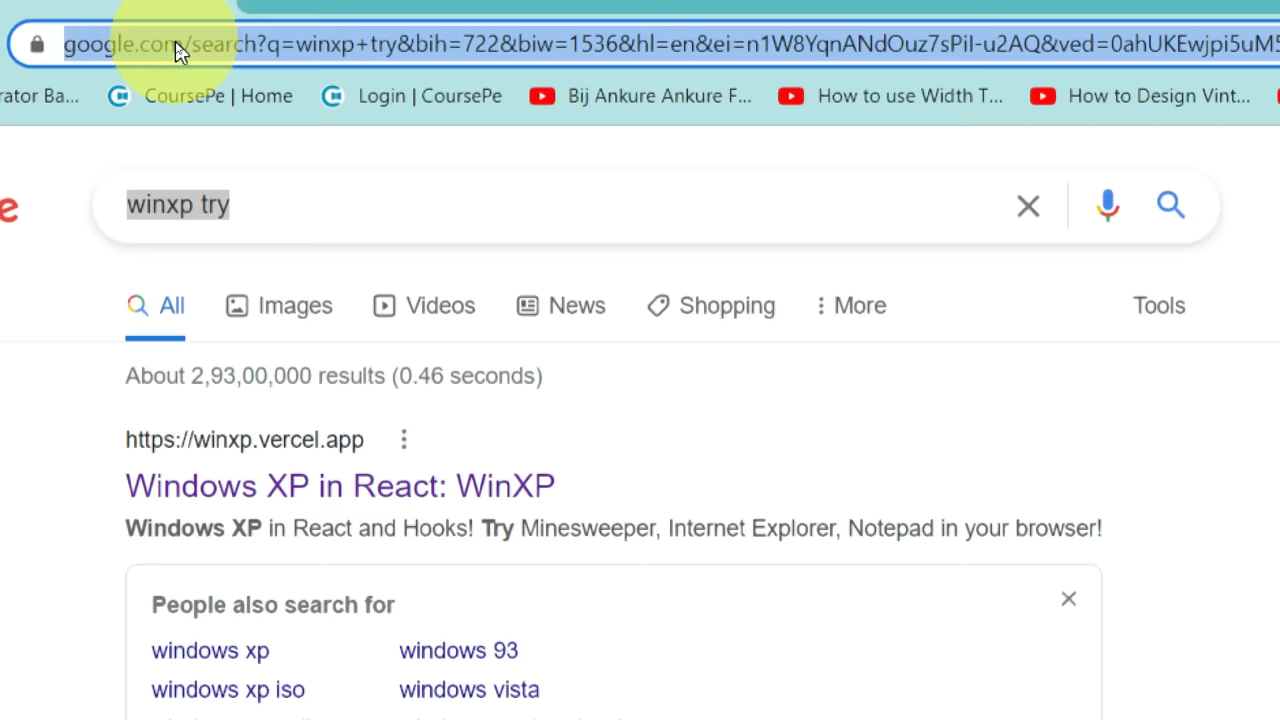 google.com/search?q=winxp+try&bih=722&biw=1536&hl=en&ei=n1W8YqnANdOuz7sPiI-u2AQ&ved=0ahUKEwjpi5uM5
rator Ba... CoursePe | Home Login | CoursePe Bij Ankure Ankure F... How to use Width T... How to Design Vint...
e winxp try
All Images Videos News Shopping More Tools
About 2,93,00,000 results (0.46 seconds)
https://winxp.vercel.app
Windows XP in React: WinXP
Windows XP in React and Hooks! Try Minesweeper, Internet Explorer, Notepad in your browser!
People also search for
windows xp windows 93
windows xp iso windows vista